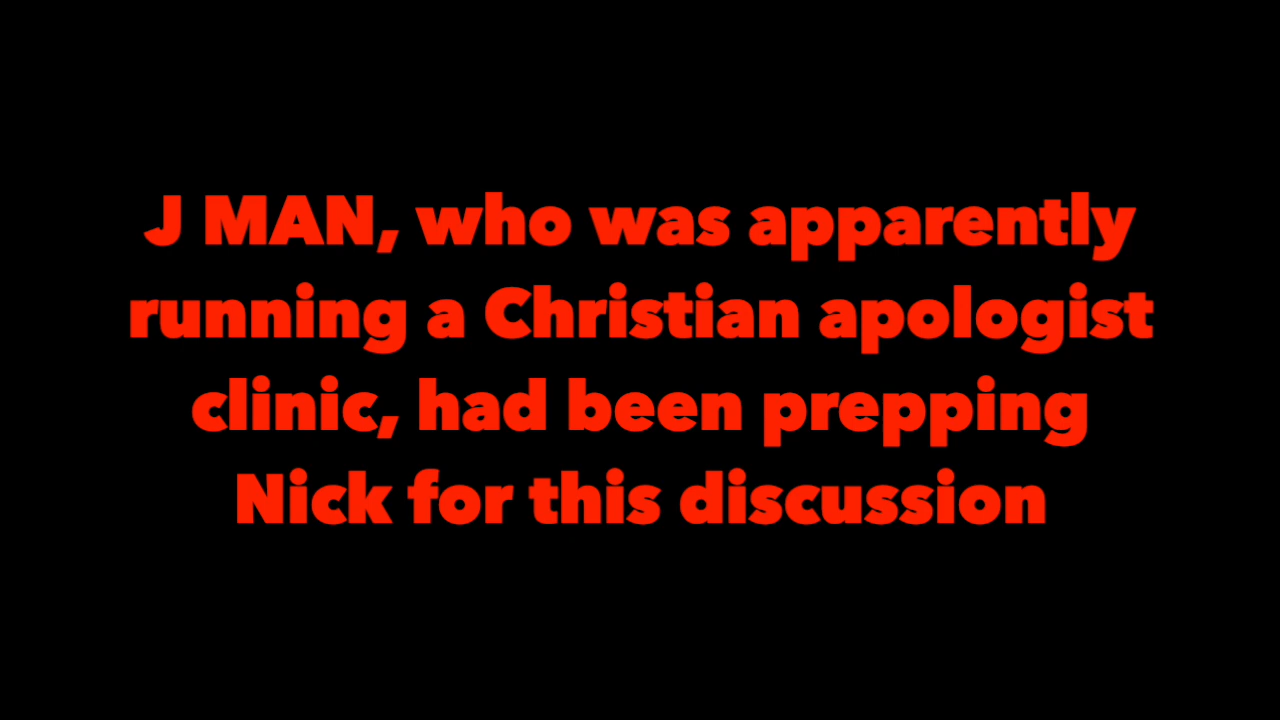 J MAN, who was apparently
running a Christian apologist
clinic, had been prepping
Nick for this discussion